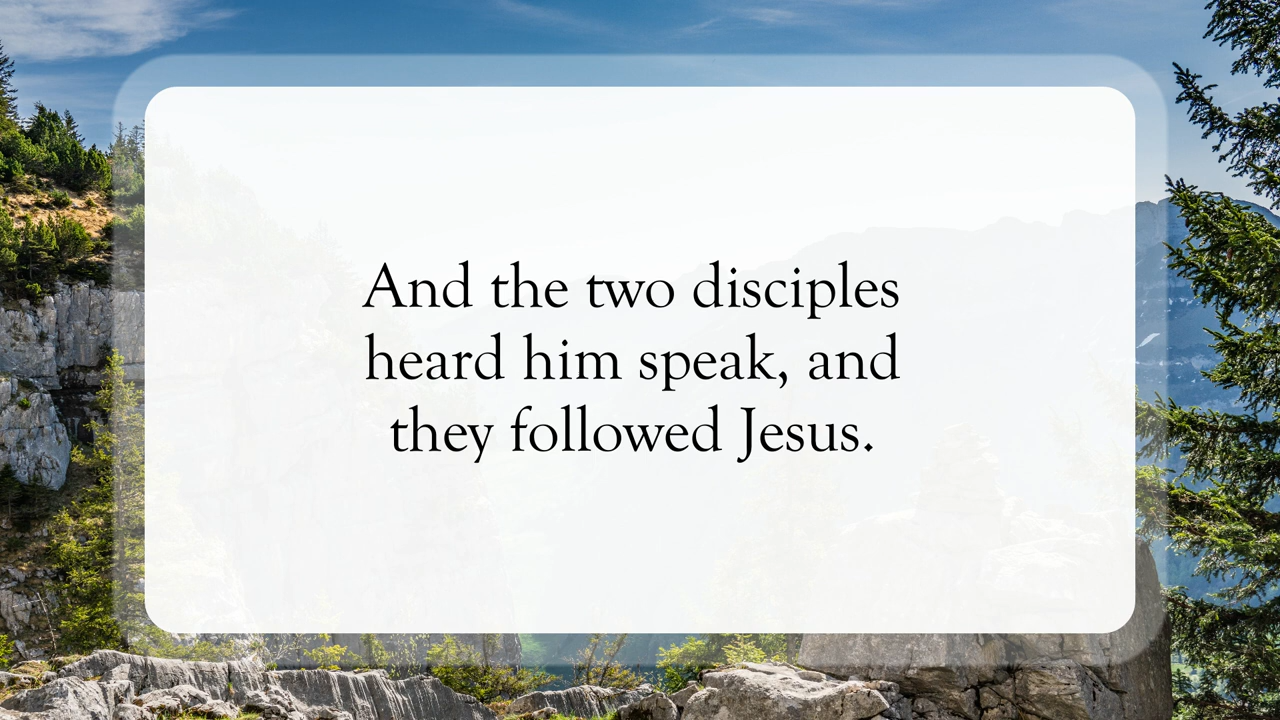 And the two disciples
heard him speak, and
they followed Jesus.